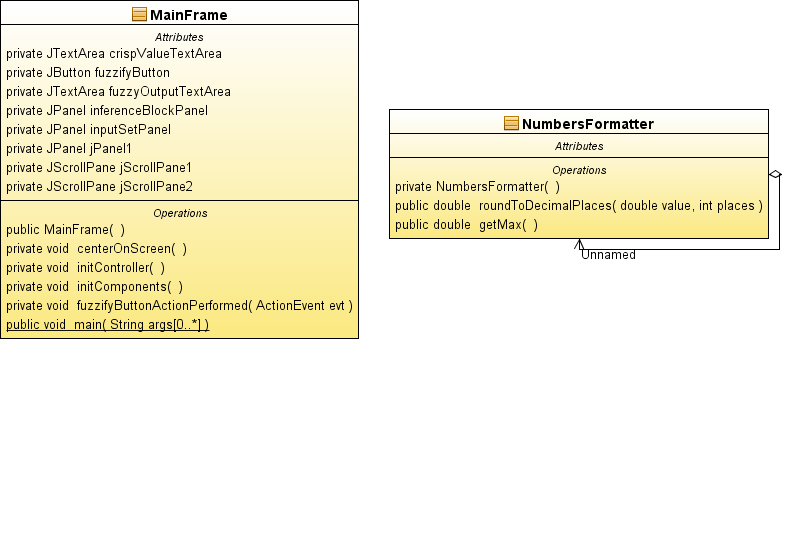 MainFrame
Attributes
private JTextArea crispValueTextArea
private JButton fuzzifyButton
private JTextArea fuzzyOutputTextArea
private JPanel inferenceBlockPanel
private JPanel inputSetPanel
private JPanel jPanel1
private JScrollPane jScrollPane1
private JScrollPane jScrollPane2
Operations
public MainFrame(  )
private void  centerOnScreen(  )
private void  initController(  )
private void  initComponents(  )
private void  fuzzifyButtonActionPerformed( ActionEvent evt )
public void  main( String args[0..*] )
NumbersFormatter
Attributes
Operations
private NumbersFormatter(  )
public double  roundToDecimalPlaces( double value, int places )
public double  getMax(  )
Unnamed